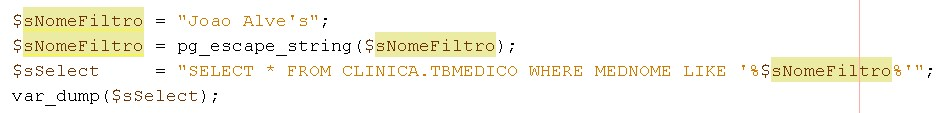 $sNomeFiltro = "Joao Alve's";
$sNomeFiltro = pg_escape_string($sNomeFiltro);
$sSelect     = "SELECT * FROM CLINICA.TBMEDICO WHERE MEDNOME LIKE '%$sNomeFiltro%'";
var_dump($sSelect);